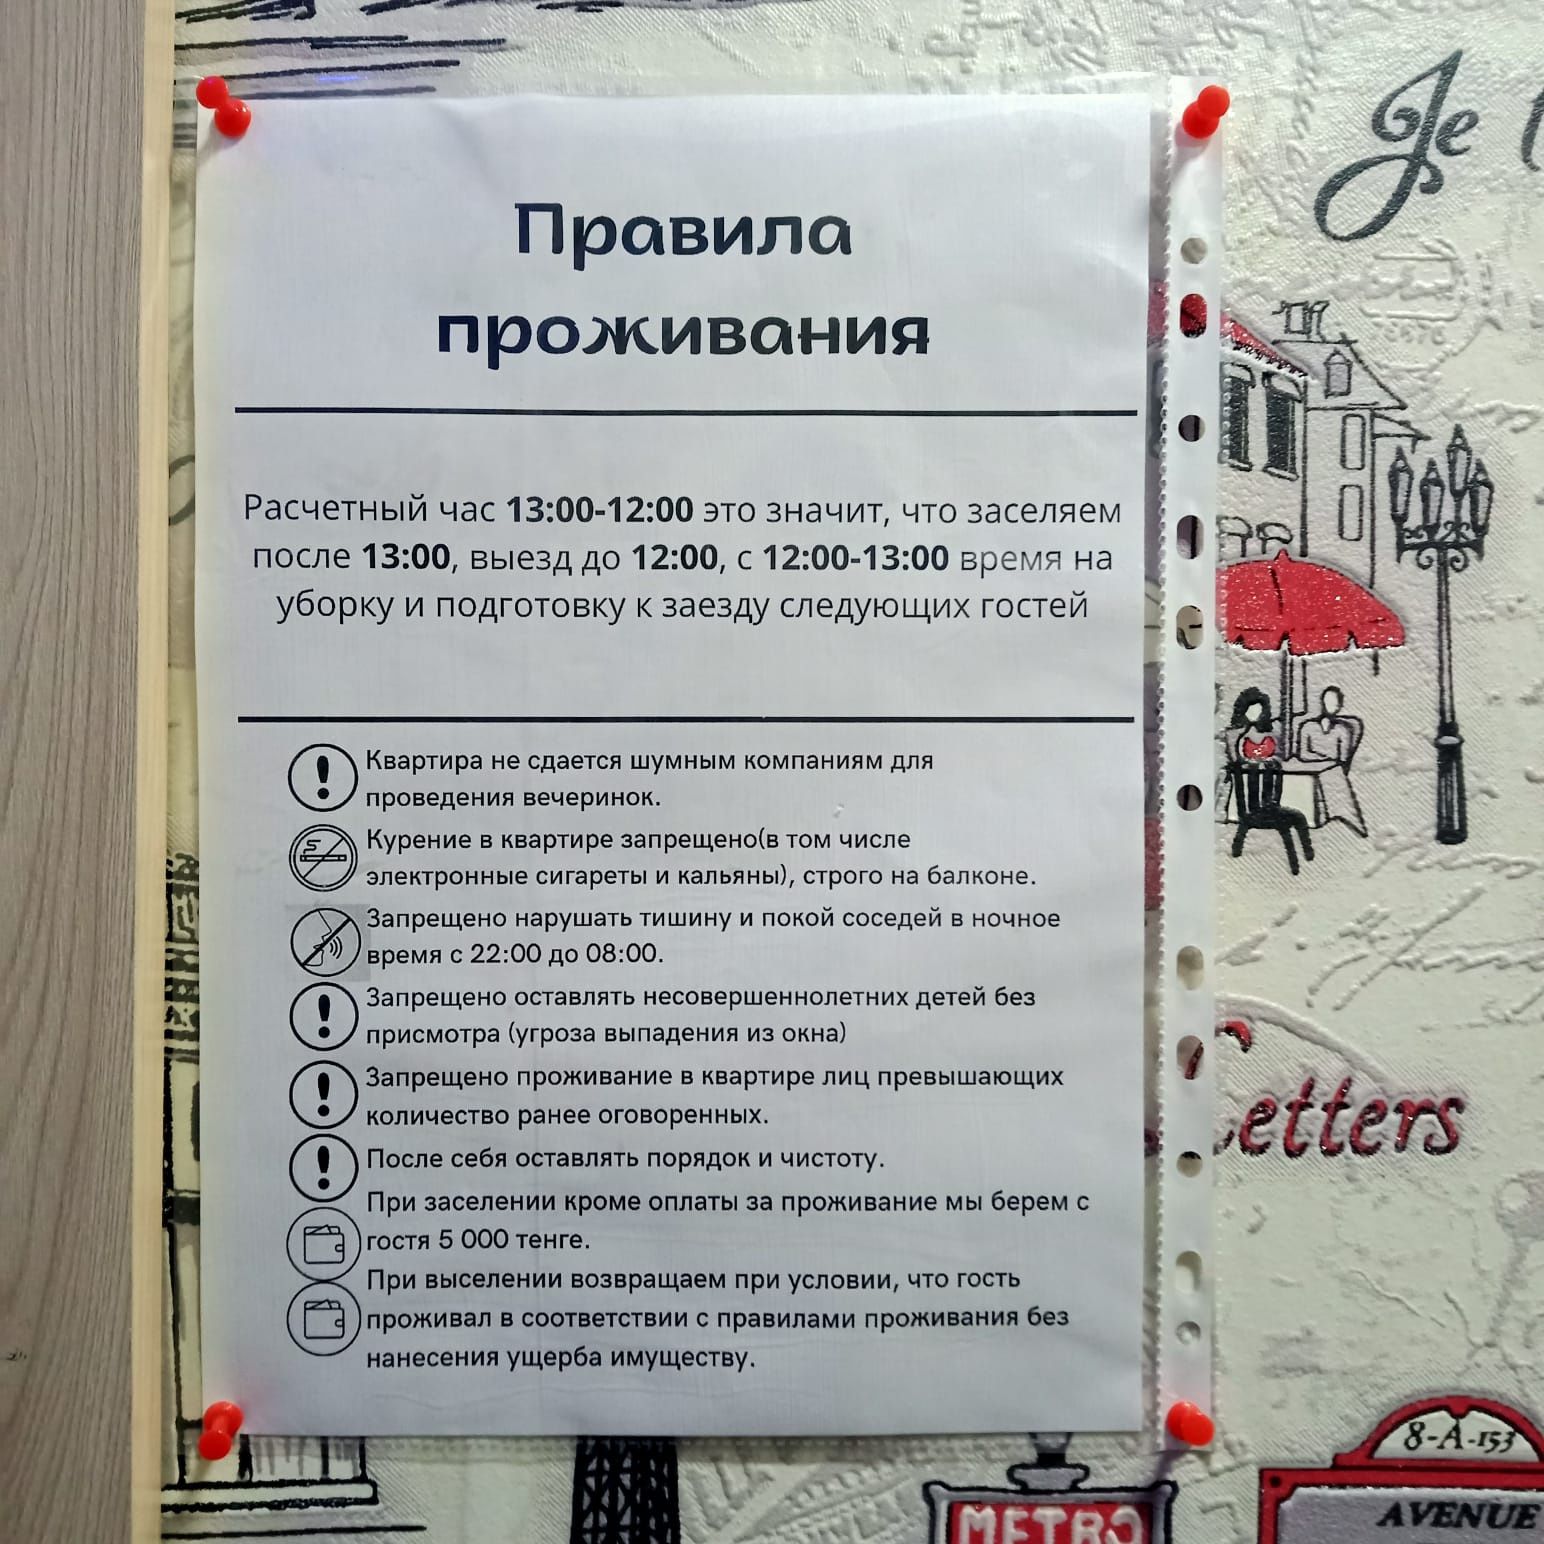 Правила
проживания
Расчетный час 13:00-12:00 это значит, что заселяем
после 13:00, выезд до 12:00, с 12:00-13:00 время на
уборку и подготовку к заезду следующих гостей
Квартира не сдается шумным компаниям для
проведения вечеринок.
Курение в квартире запрещено(в том числе
электронные сигареты и кальяны), строго на балконе.
Запрещено нарушать тишину и покой соседей в ночное
время с 22:00 до 08:00.
Запрещено оставлять несовершеннолетних детей без
присмотра (угроза выпадения из окна)
Запрещено проживание в квартире лиц превышающих
количество ранее оговоренных.
После себя оставлять порядок и чистоту.
При заселении кроме оплаты за проживание мы берем с
гостя 5 000 тенге.
При выселении возвращаем при условии, что гость
проживал в соответствии с правилами проживания без
нанесения ущерба имуществу.
Je
Letters
8-A-153
AVENUE
METRO